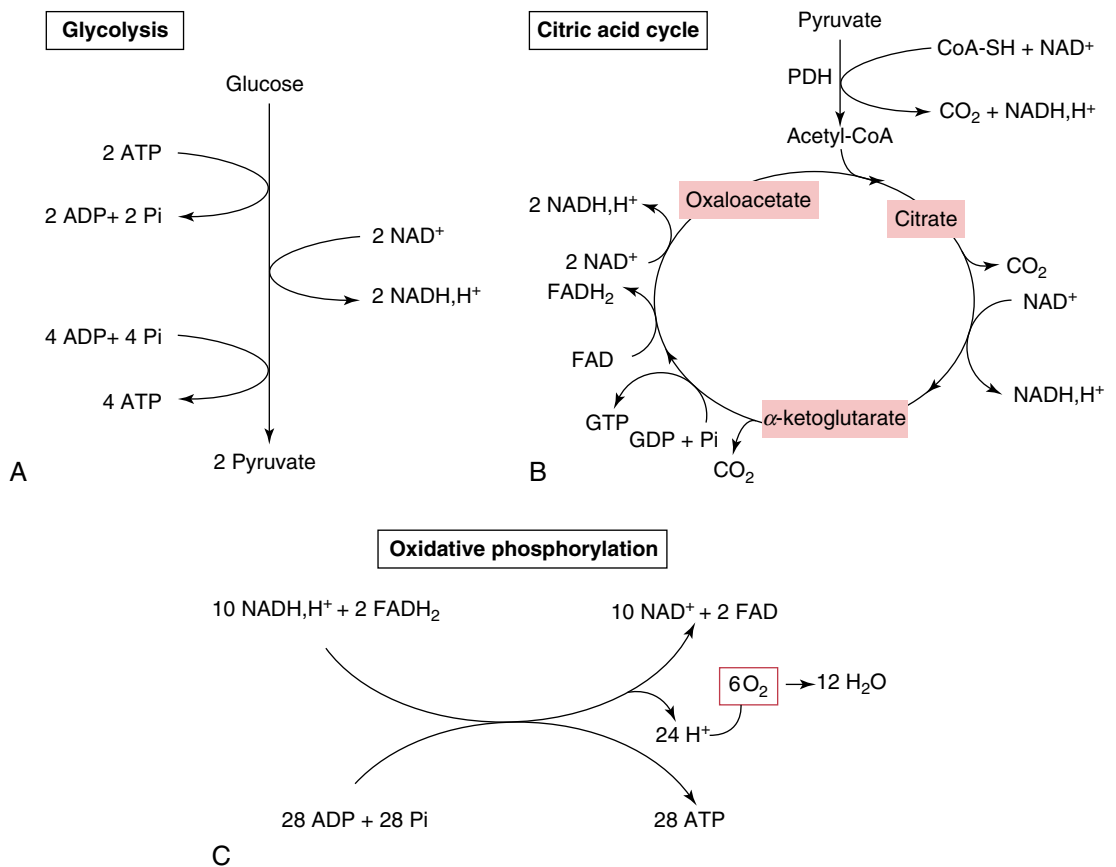 Glycolysis
Glucose
2 ATP
2 ADP+ 2 Pi
2 NAD⁺
2 NADH,H⁺
4 ADP+ 4 Pi
4 ATP
2 Pyruvate
A
Citric acid cycle
Pyruvate
CoA-SH + NAD⁺
PDH
CO₂ + NADH,H⁺
Acetyl-CoA
Oxaloacetate
Citrate
2 NADH,H⁺
2 NAD⁺
CO₂
NAD⁺
FADH₂
FAD
NADH,H⁺
α-ketoglutarate
GTP
GDP + Pi
CO₂
B
Oxidative phosphorylation
10 NADH,H⁺ + 2 FADH₂
10 NAD⁺ + 2 FAD
6O₂
12 H₂O
24 H⁺
28 ADP + 28 Pi
28 ATP
C